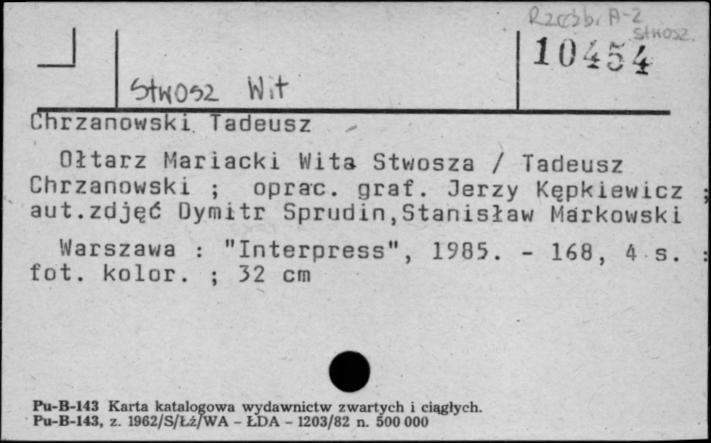 Rzeźb. A-2
Stwosz.
10454
Stwosz Wit
Chrzanowski Tadeusz
Ołtarz Mariacki Wita Stwosza / Tadeusz
Chrzanowski ; oprac. graf. Jerzy Kępkiewicz ;
aut.zdjęć Dymitr Sprudin,Stanisław Markowski
Warszawa : "Interpress", 1985. - 168, 4 s. :
fot. kolor. ; 32 cm
Pu-B-143 Karta katalogowa wydawnictw zwartych i ciągłych.
Pu-B-143, z. 1962/S/Łż/WA - ŁDA - 1203/82 n. 500 000